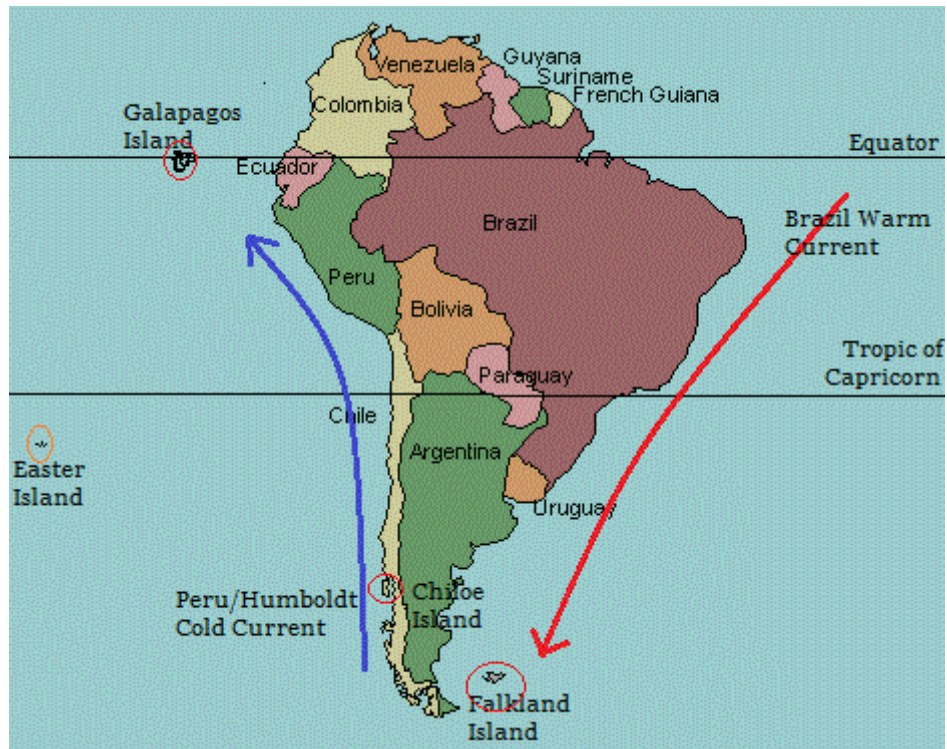 Venezuela
Guyana
Suriname
French Guiana
Colombia
Galapagos
Island
Equator
Ecuador
Brazil
Brazil Warm
Current
Peru
Bolivia
Tropic of
Capricorn
Paraguay
Chile
Argentina
Easter
Island
Uruguay
Peru/Humboldt
Cold Current
Chiloe
Island
Falkland
Island